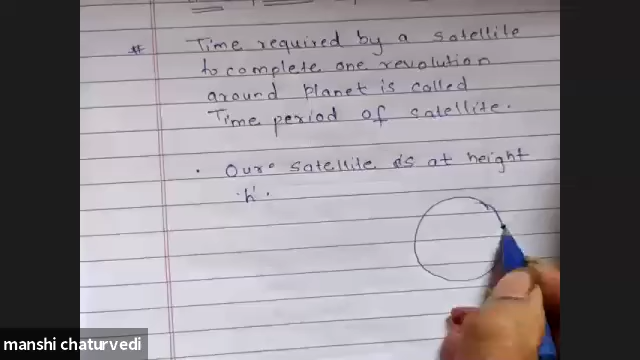 # Time required by a satellite
to complete one revolution
around planet is called
Time period of satellite.
. Our satellite is at height
'h'.
manshi chaturvedi